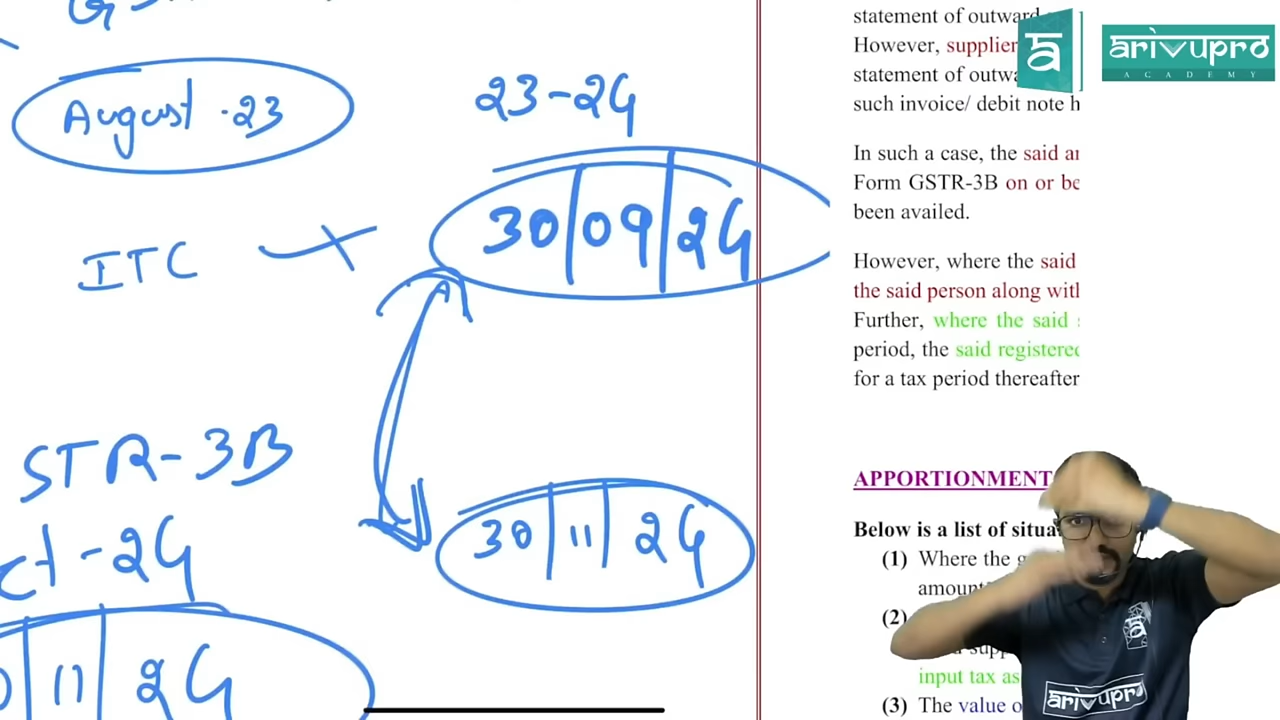 August -23
23-24
30/09/24
ITC
STR-3B
ct-24
30 | 11 | 24
11 | 24
statement of outward
However, supplier
statement of outwa
such invoice/ debit note h
In such a case, the said
Form GSTR-3B on or be
been availed.
However, where the said
the said person along with
Further, where the said
period, the said registered
for a tax period thereafter
APPORTIONMENT
Below is a list of situa
(1) Where the g
amount
(2)
supp
input tax as
(3) The value o
arivupro
ACADEMY
arivupro